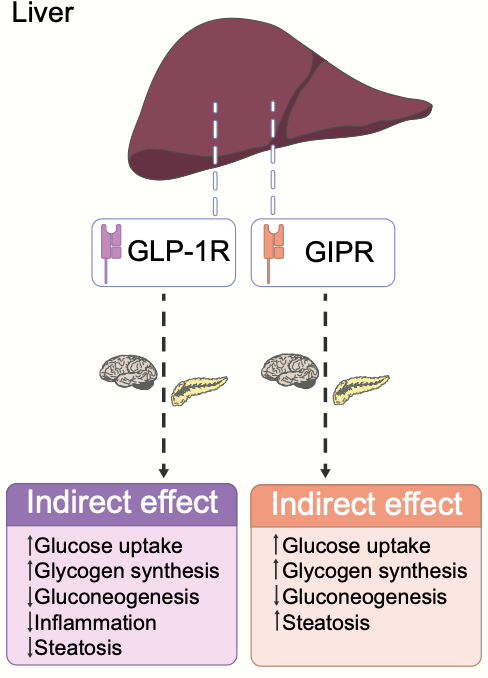 Liver
GLP-1R
GIPR
Indirect effect
↑Glucose uptake
↑Glycogen synthesis
↓Gluconeogenesis
↓Inflammation
↓Steatosis
Indirect effect
↑Glucose uptake
↑Glycogen synthesis
↓Gluconeogenesis
↑Steatosis